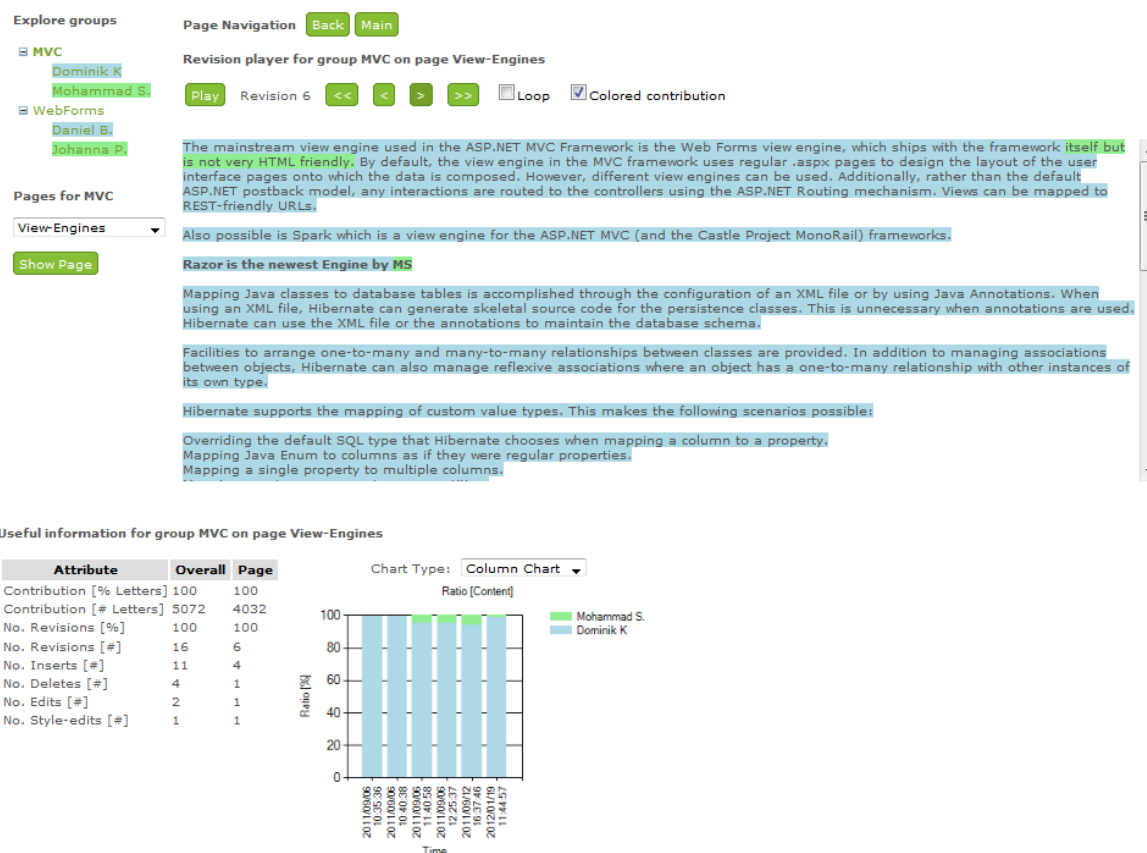 Explore groups
MVC
Dominik K
Mohammad S.
WebForms
Daniel B.
Johanna P.
Pages for MVC
View-Engines
Show Page
Page Navigation Back Main
Revision player for group MVC on page View-Engines
Play Revision 6 << < > >> Loop Colored contribution
The mainstream view engine used in the ASP.NET MVC Framework is the Web Forms view engine, which ships with the framework itself but
is not very HTML friendly. By default, the view engine in the MVC framework uses regular .aspx pages to design the layout of the user
interface pages onto which the data is composed. However, different view engines can be used. Additionally, rather than the default
ASP.NET postback model, any interactions are routed to the controllers using the ASP.NET Routing mechanism. Views can be mapped to
REST-friendly URLs.
Also possible is Spark which is a view engine for the ASP.NET MVC (and the Castle Project MonoRail) frameworks.
Razor is the newest Engine by MS
Mapping Java classes to database tables is accomplished through the configuration of an XML file or by using Java Annotations. When
using an XML file, Hibernate can generate skeletal source code for the persistence classes. This is unnecessary when annotations are used.
Hibernate can use the XML file or the annotations to maintain the database schema.
Facilities to arrange one-to-many and many-to-many relationships between classes are provided. In addition to managing associations
between objects, Hibernate can also manage reflexive associations where an object has a one-to-many relationship with other instances of
its own type.
Hibernate supports the mapping of custom value types. This makes the following scenarios possible:
Overriding the default SQL type that Hibernate chooses when mapping a column to a property.
Mapping Java Enum to columns as if they were regular properties.
Mapping a single property to multiple columns.
Useful information for group MVC on page View-Engines
Attribute Overall Page
Contribution [% Letters] 100 100
Contribution [# Letters] 5072 4032
No. Revisions [%] 100 100
No. Revisions [#] 16 6
No. Inserts [#] 11 4
No. Deletes [#] 4 1
No. Edits [#] 2 1
No. Style-edits [#] 1 1
Chart Type: Column Chart
Ratio [Content]
100
80
60
40
20
0
Ratio [%]
2011/09/06 10:35:36
2011/09/06 10:40:38
2011/09/06 11:40:58
2011/09/06 12:25:37
2011/09/12 16:37:46
2012/01/19 11:44:57
Time
Mohammad S.
Dominik K